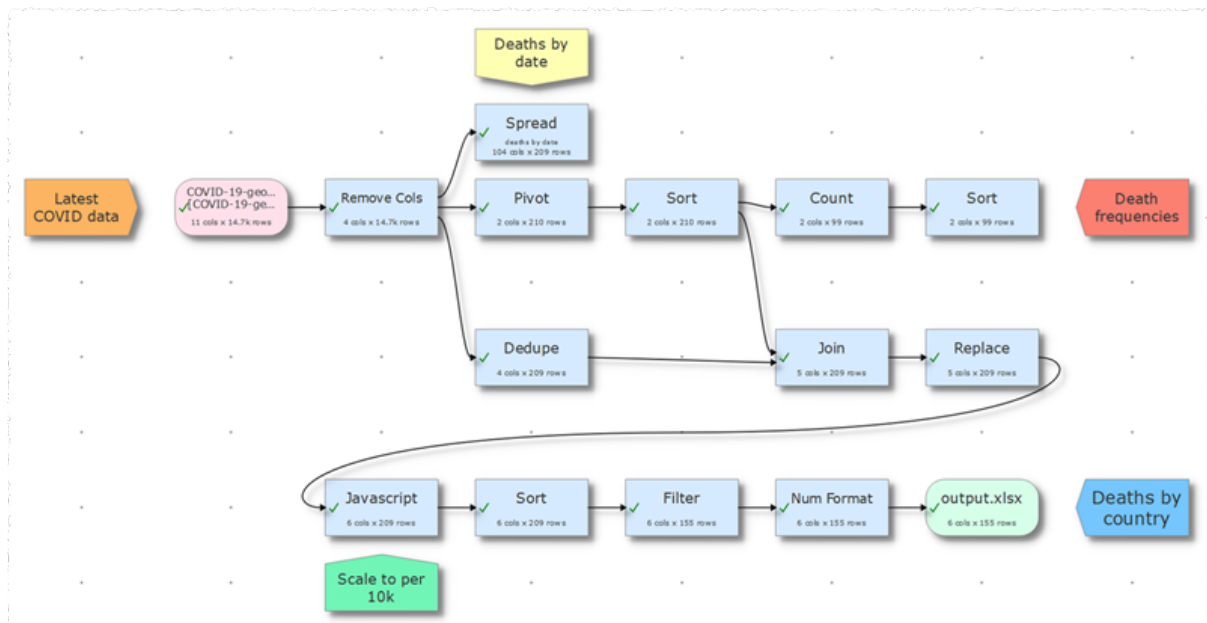 Deaths by
date
Spread
deaths by date
104 cols x 209 rows
Latest
COVID data
COVID-19-geo...
{COVID-19-ge...
11 cols x 14.7k rows
Remove Cols
4 cols x 14.7k rows
Pivot
2 cols x 210 rows
Sort
2 cols x 210 rows
Count
2 cols x 99 rows
Sort
2 cols x 99 rows
Death
frequencies
Dedupe
4 cols x 209 rows
Join
5 cols x 209 rows
Replace
5 cols x 209 rows
Javascript
6 cols x 209 rows
Sort
6 cols x 209 rows
Filter
6 cols x 155 rows
Num Format
6 cols x 155 rows
output.xlsx
6 cols x 155 rows
Deaths by
country
Scale to per
10k